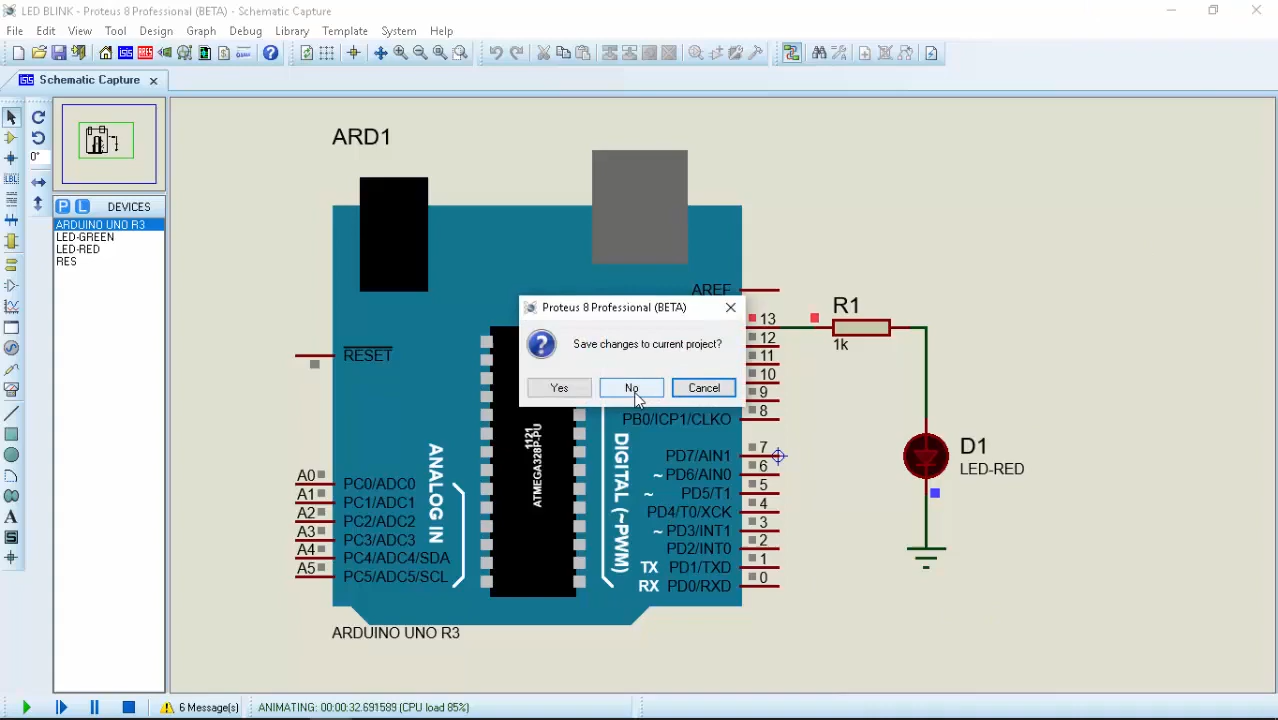 LED BLINK - Proteus 8 Professional (BETA) - Schematic Capture
File Edit View Tool Design Graph Debug Library Template System Help
Schematic Capture
0°
LBL
P L DEVICES
ARDUINO UNO R3
LED-GREEN
LED-RED
RES
ARD1
AREF
13
12
11
10
9
PB0/ICP1/CLKO 8
RESET
PD7/AIN1 7
~ PD6/AIN0 6
~ PD5/T1 5
PD4/T0/XCK 4
~ PD3/INT1 3
PD2/INT0 2
TX PD1/TXD 1
RX PD0/RXD 0
A0 PC0/ADC0
A1 PC1/ADC1
A2 PC2/ADC2
A3 PC3/ADC3
A4 PC4/ADC4/SDA
A5 PC5/ADC5/SCL
ANALOG IN
1121
ATMEGA328P-PU
DIGITAL (~PWM)
ARDUINO UNO R3
R1
1k
D1
LED-RED
Proteus 8 Professional (BETA)
Save changes to current project?
Yes No Cancel
6 Message(s) ANIMATING: 00:00:32.691589 (CPU load 85%)